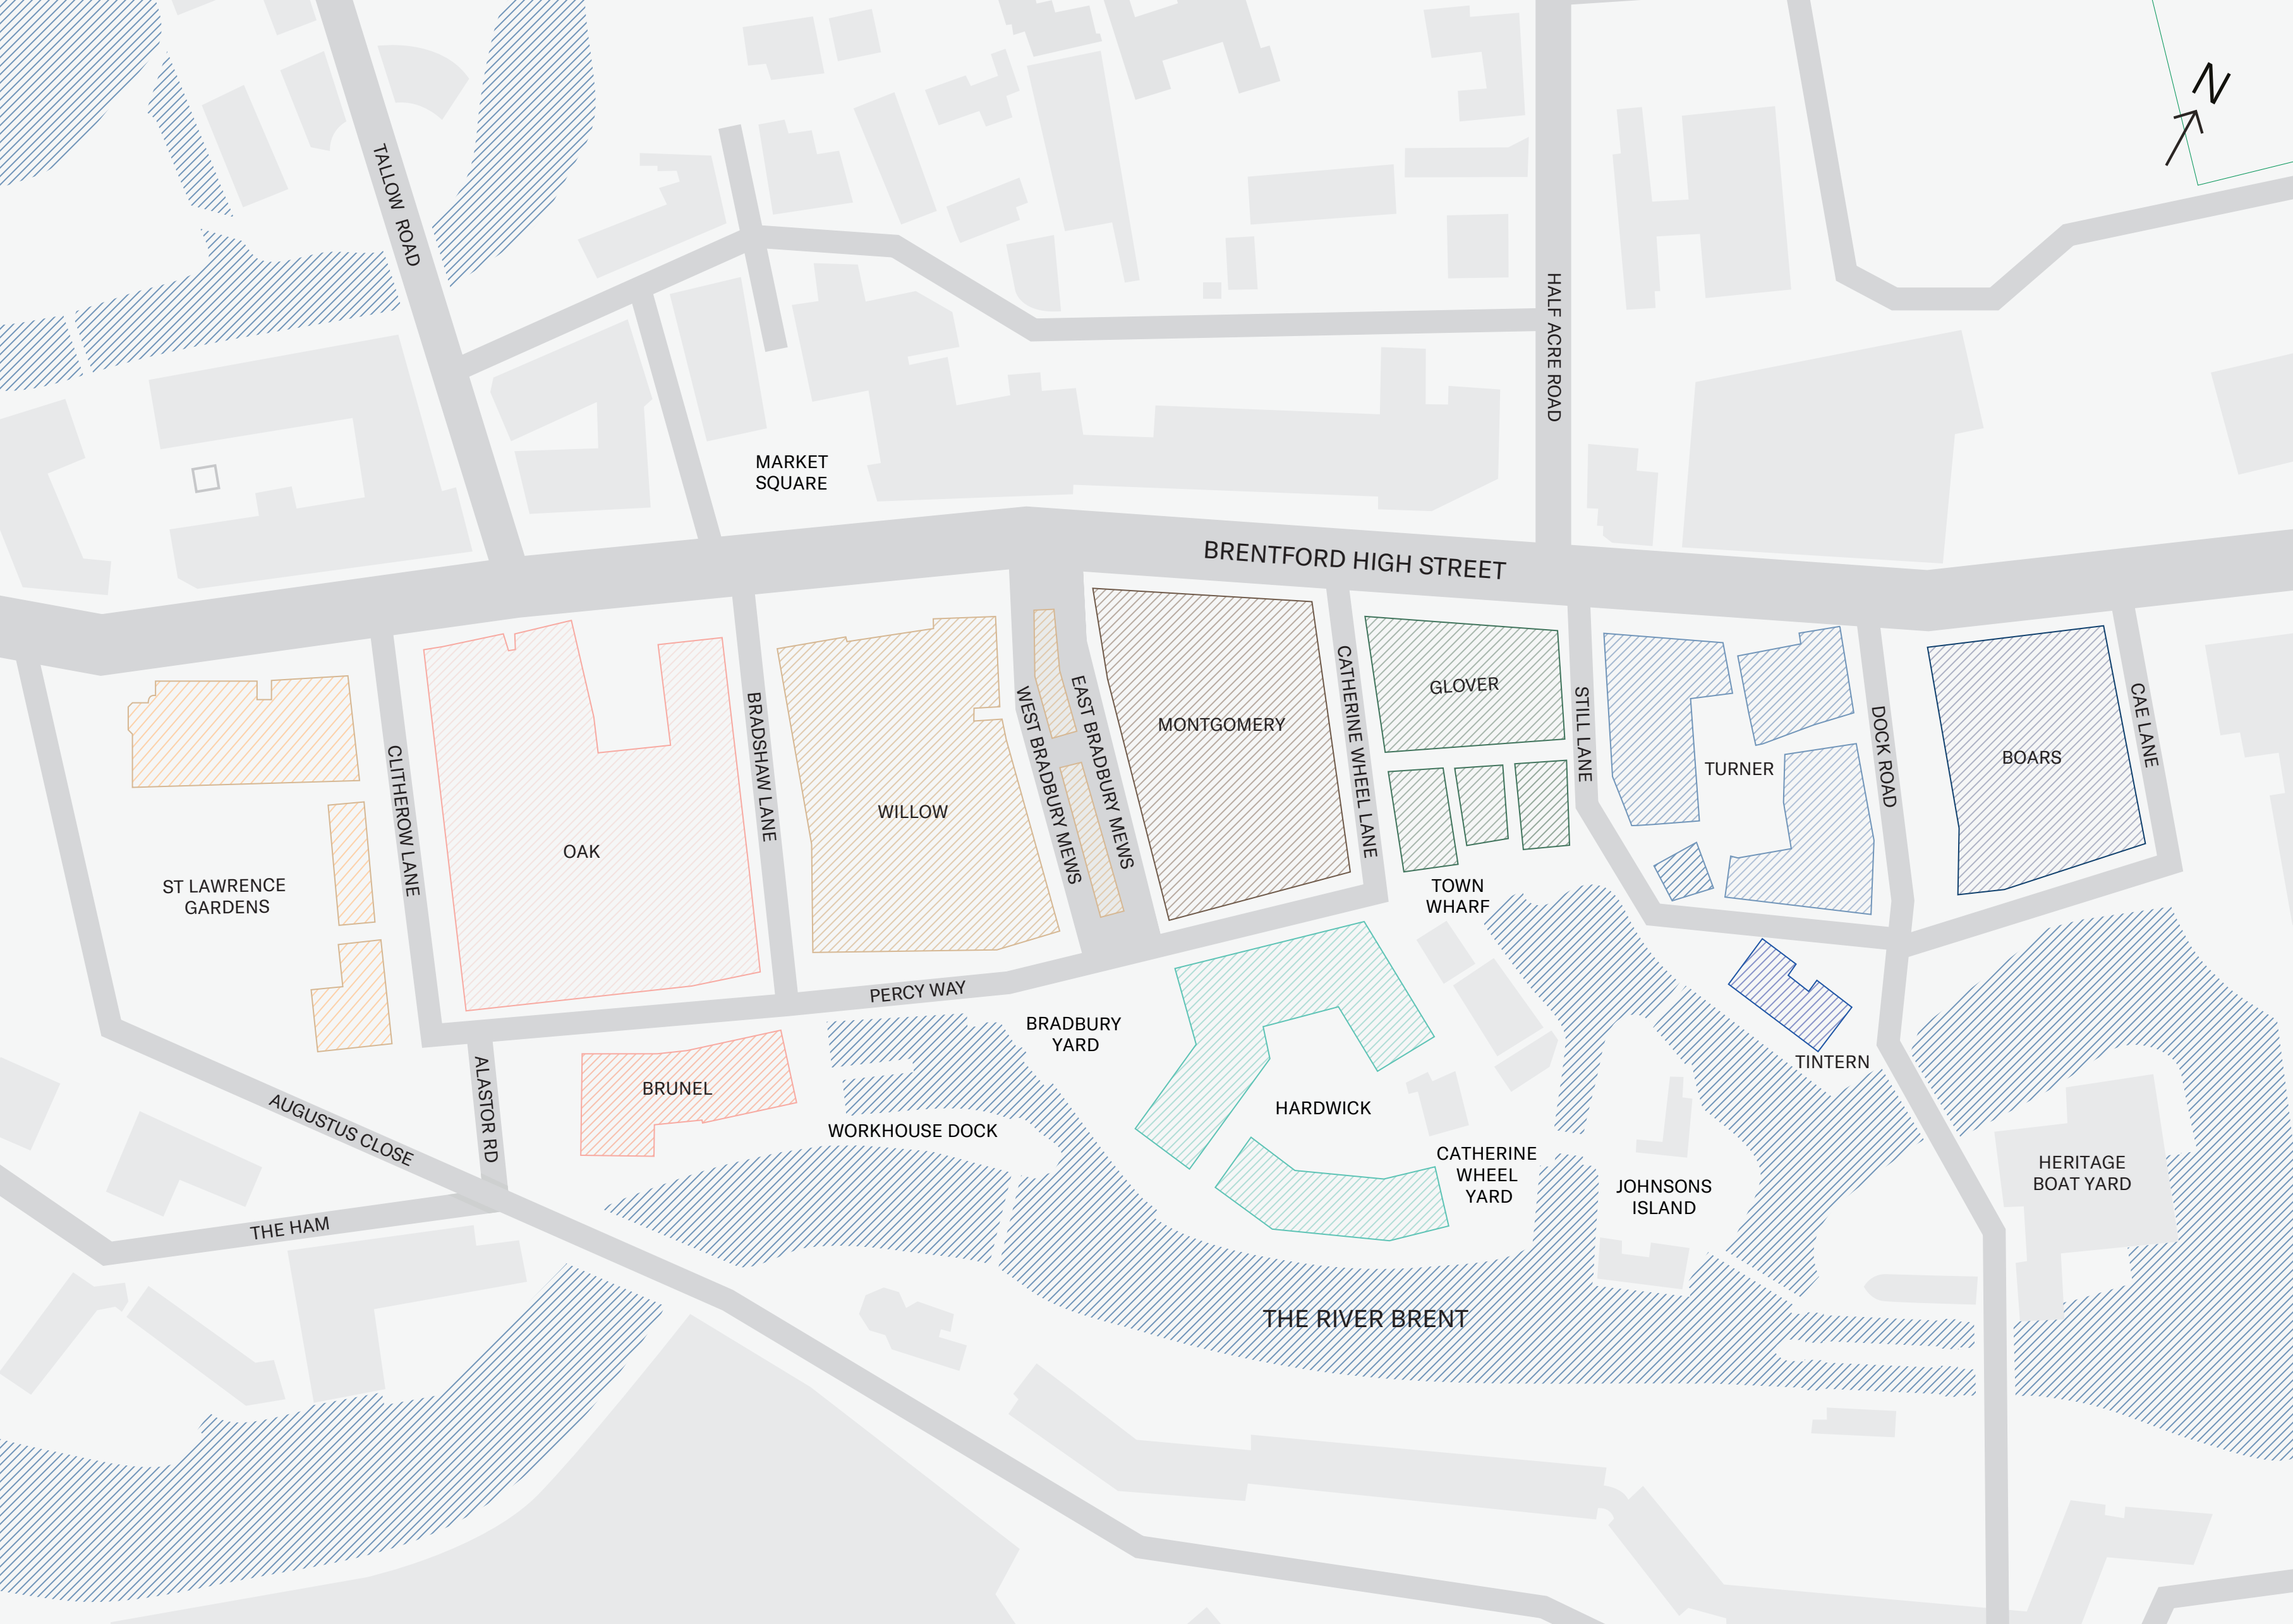 N
TALLOW ROAD
HALF ACRE ROAD
MARKET
SQUARE
BRENTFORD HIGH STREET
CLITHEROW LANE
BRADSHAW LANE
WEST BRADBURY MEWS
EAST BRADBURY MEWS
CATHERINE WHEEL LANE
STILL LANE
DOCK ROAD
CAE LANE
GLOVER
MONTGOMERY
TURNER
BOARS
WILLOW
OAK
ST LAWRENCE
GARDENS
TOWN
WHARF
PERCY WAY
BRADBURY
YARD
TINTERN
BRUNEL
HARDWICK
WORKHOUSE DOCK
ALASTOR RD
AUGUSTUS CLOSE
CATHERINE
WHEEL
YARD
JOHNSONS
ISLAND
HERITAGE
BOAT YARD
THE HAM
THE RIVER BRENT